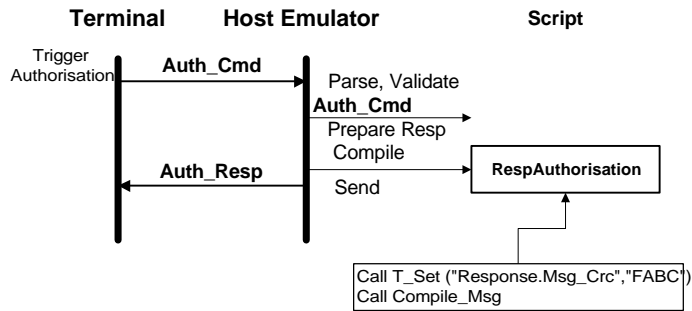 Terminal
Host Emulator
Script
Trigger
Authorisation
Auth_Cmd
Parse, Validate
Auth_Cmd
Prepare Resp
Compile
RespAuthorisation
Auth_Resp
Send
Call T_Set ("Response.Msg_Crc","FABC")
Call Compile_Msg